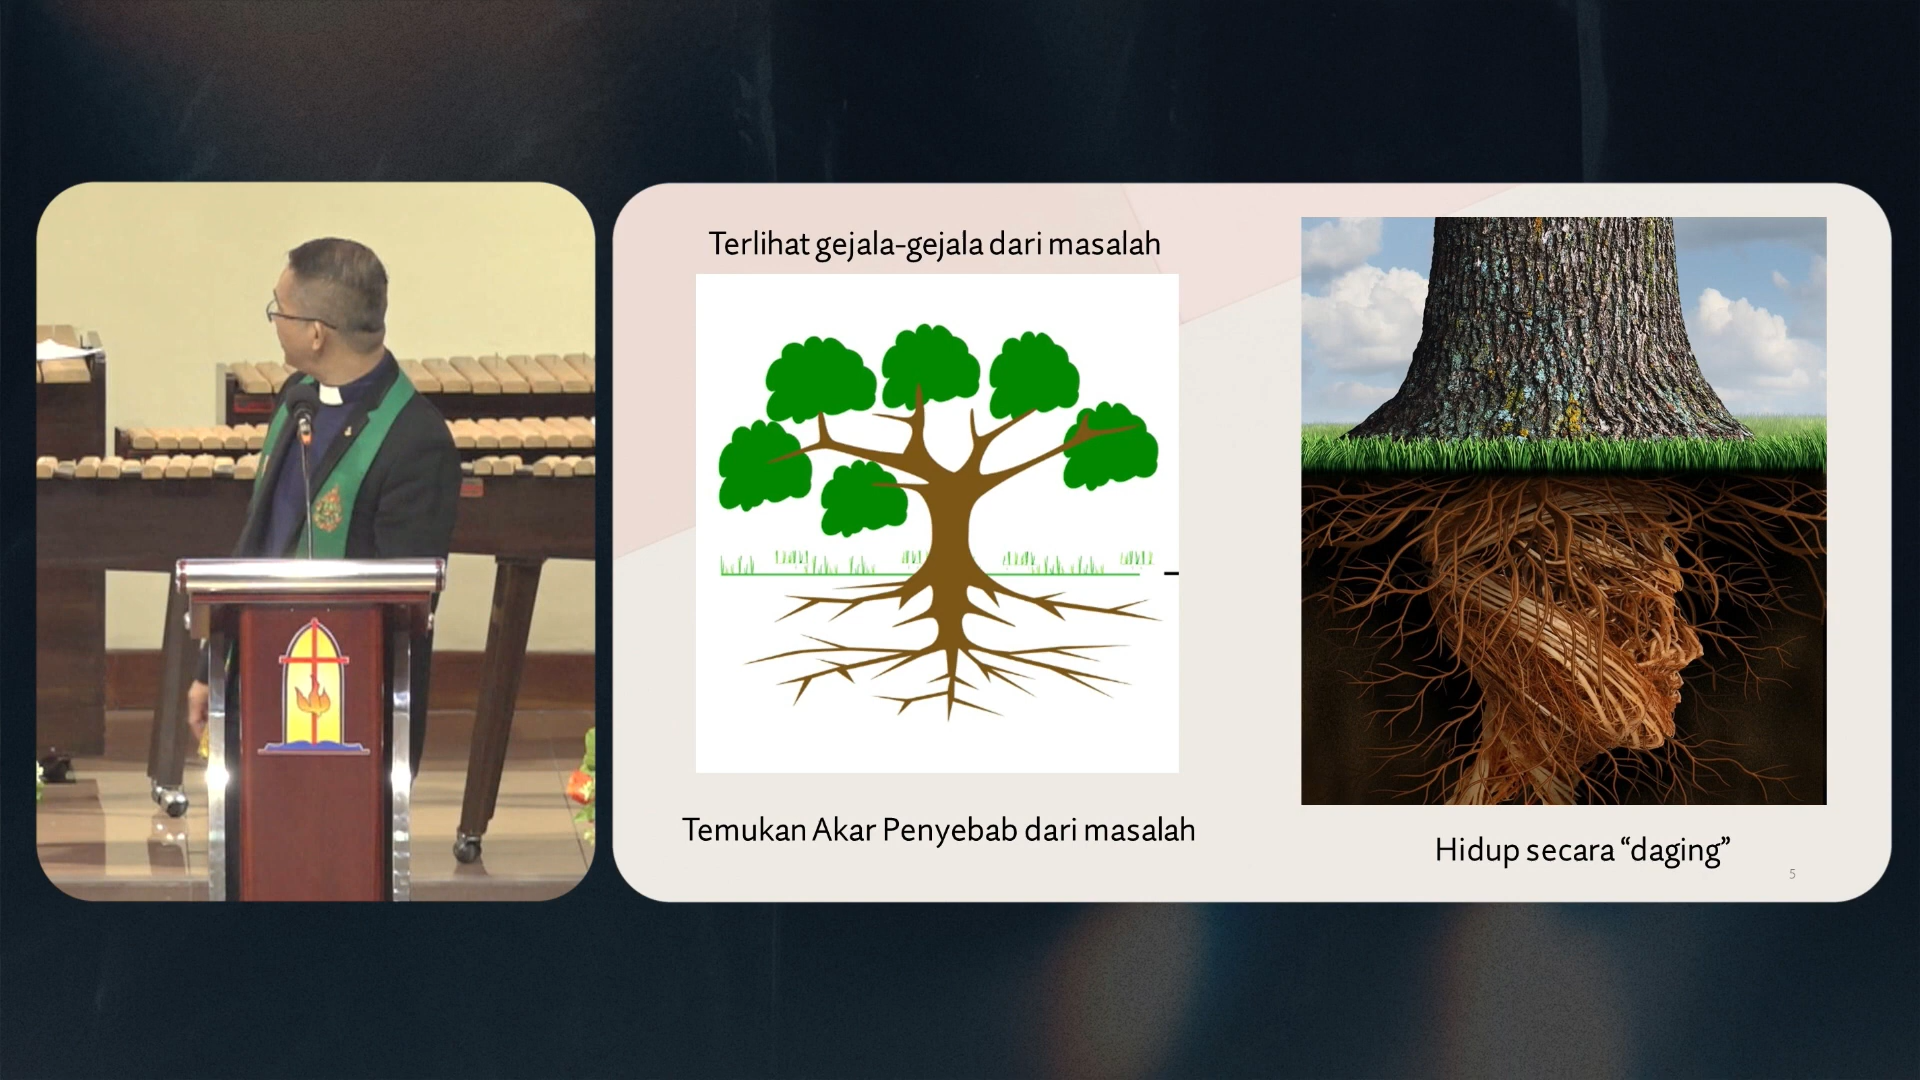 Terlihat gejala-gejala dari masalah
Temukan Akar Penyebab dari masalah
Hidup secara “daging”
5